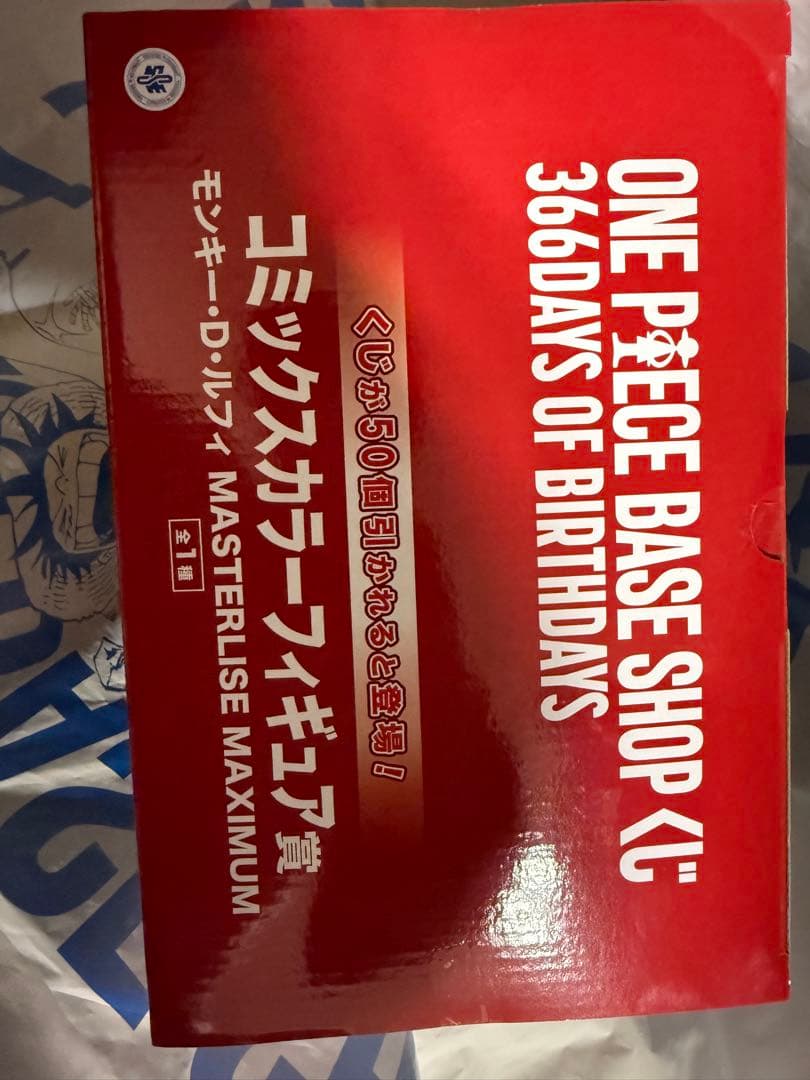 ONE PIECE BASE SHOP くじ
366DAYS OF BIRTHDAYS
くじが50個引かれると登場!
コミックスカラーフィギュア賞
モンキー・D・ルフィ MASTERLISE MAXIMUM
全1種